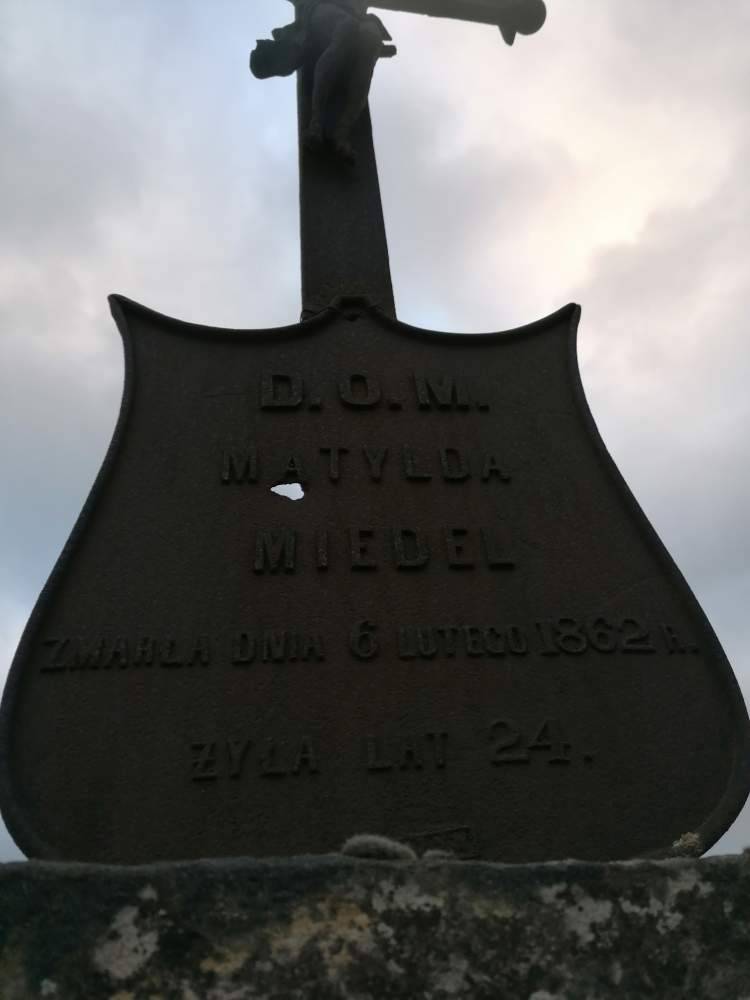 D.O.M.
MATYLDA
MIEDEL
ZMARŁA DNIA 6 LUTEGO 1862 R.
ŻYŁA LAT 24.